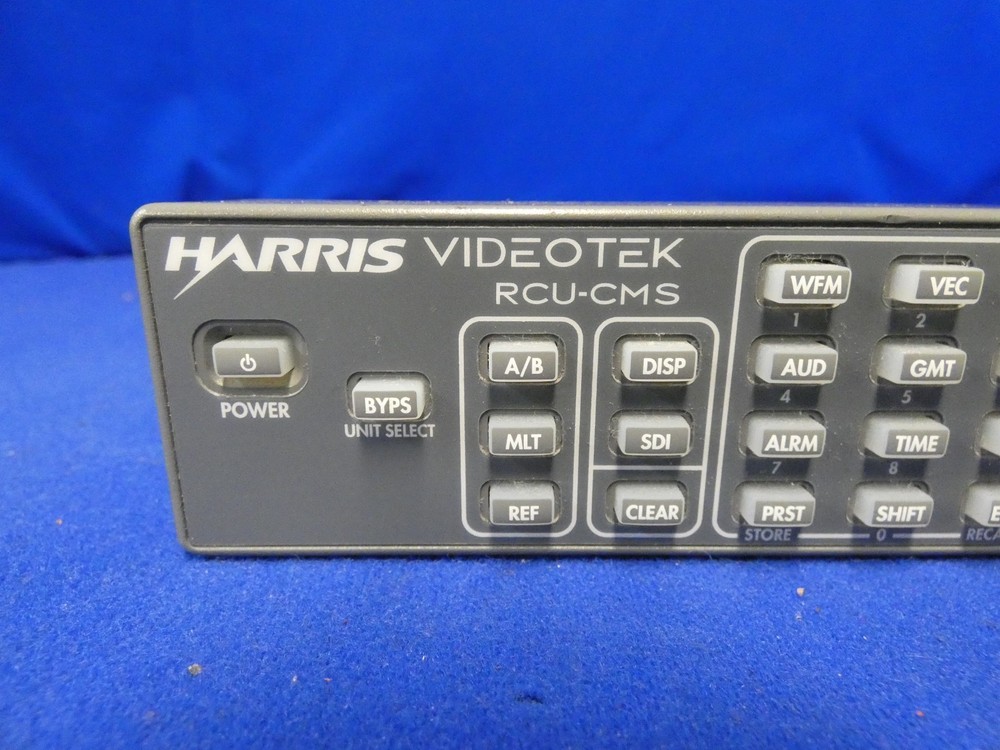 HARRIS VIDEOTEK
RCU-CMS
POWER
BYPS
UNIT SELECT
A/B
MLT
REF
DISP
SDI
CLEAR
WFM VEC
1 2
AUD GMT
4 5
ALRM TIME
7 8
PRST SHIFT E
STORE 0 RECA